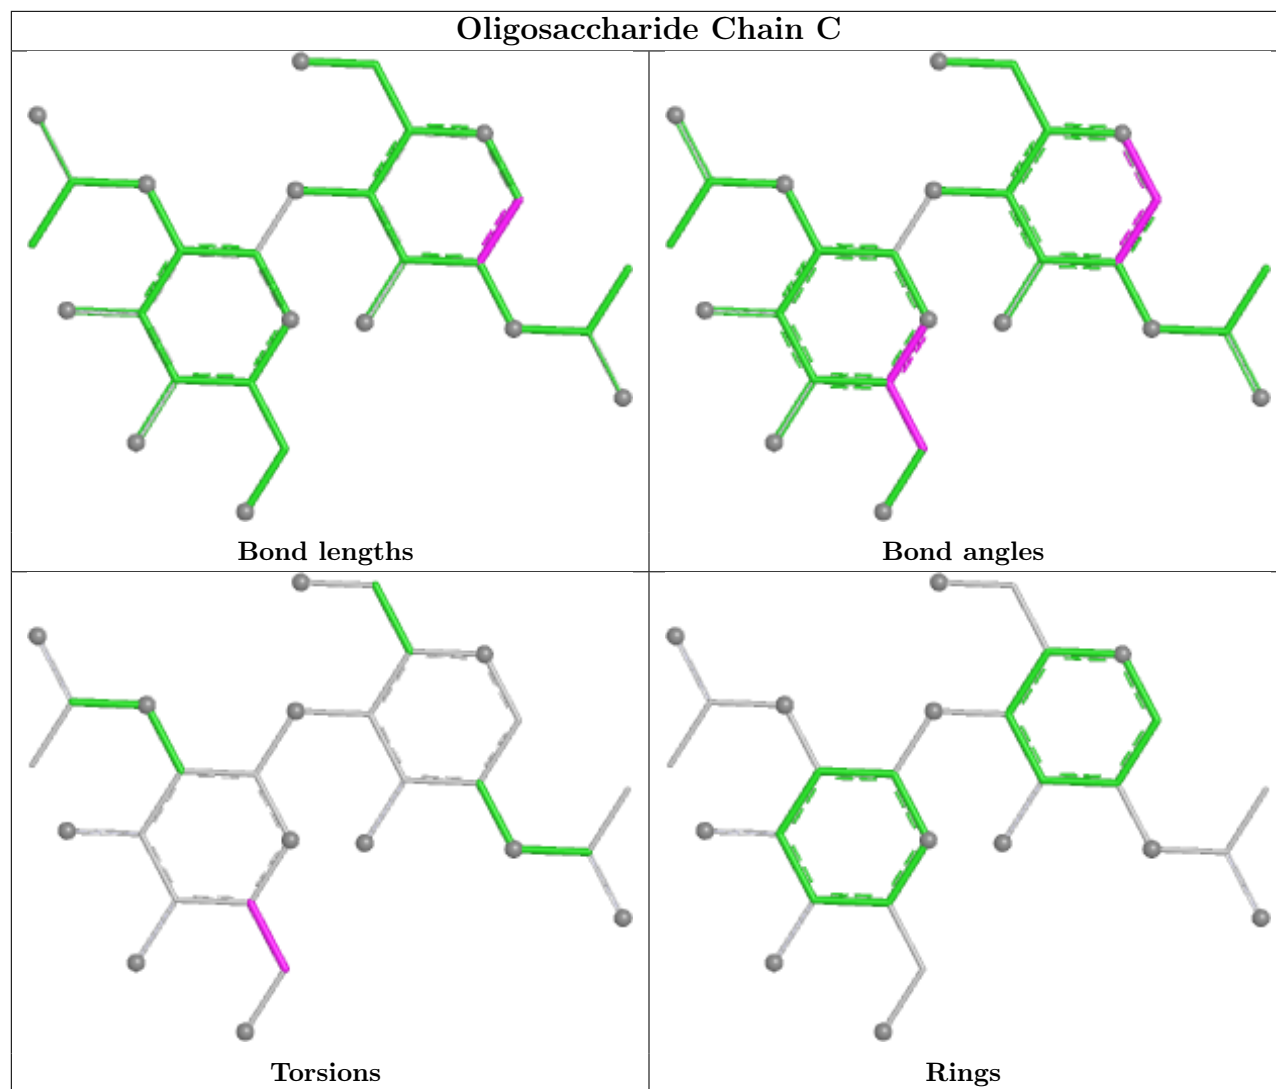 Oligosaccharide Chain C
Bond lengths
Bond angles
Torsions
Rings